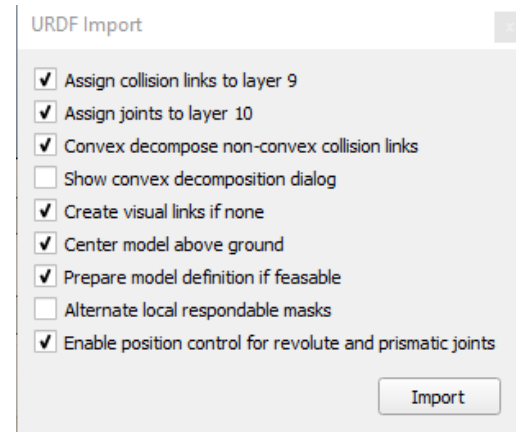 URDF Import
x
Assign collision links to layer 9
Assign joints to layer 10
Convex decompose non-convex collision links
Show convex decomposition dialog
Create visual links if none
Center model above ground
Prepare model definition if feasable
Alternate local respondable masks
Enable position control for revolute and prismatic joints
Import